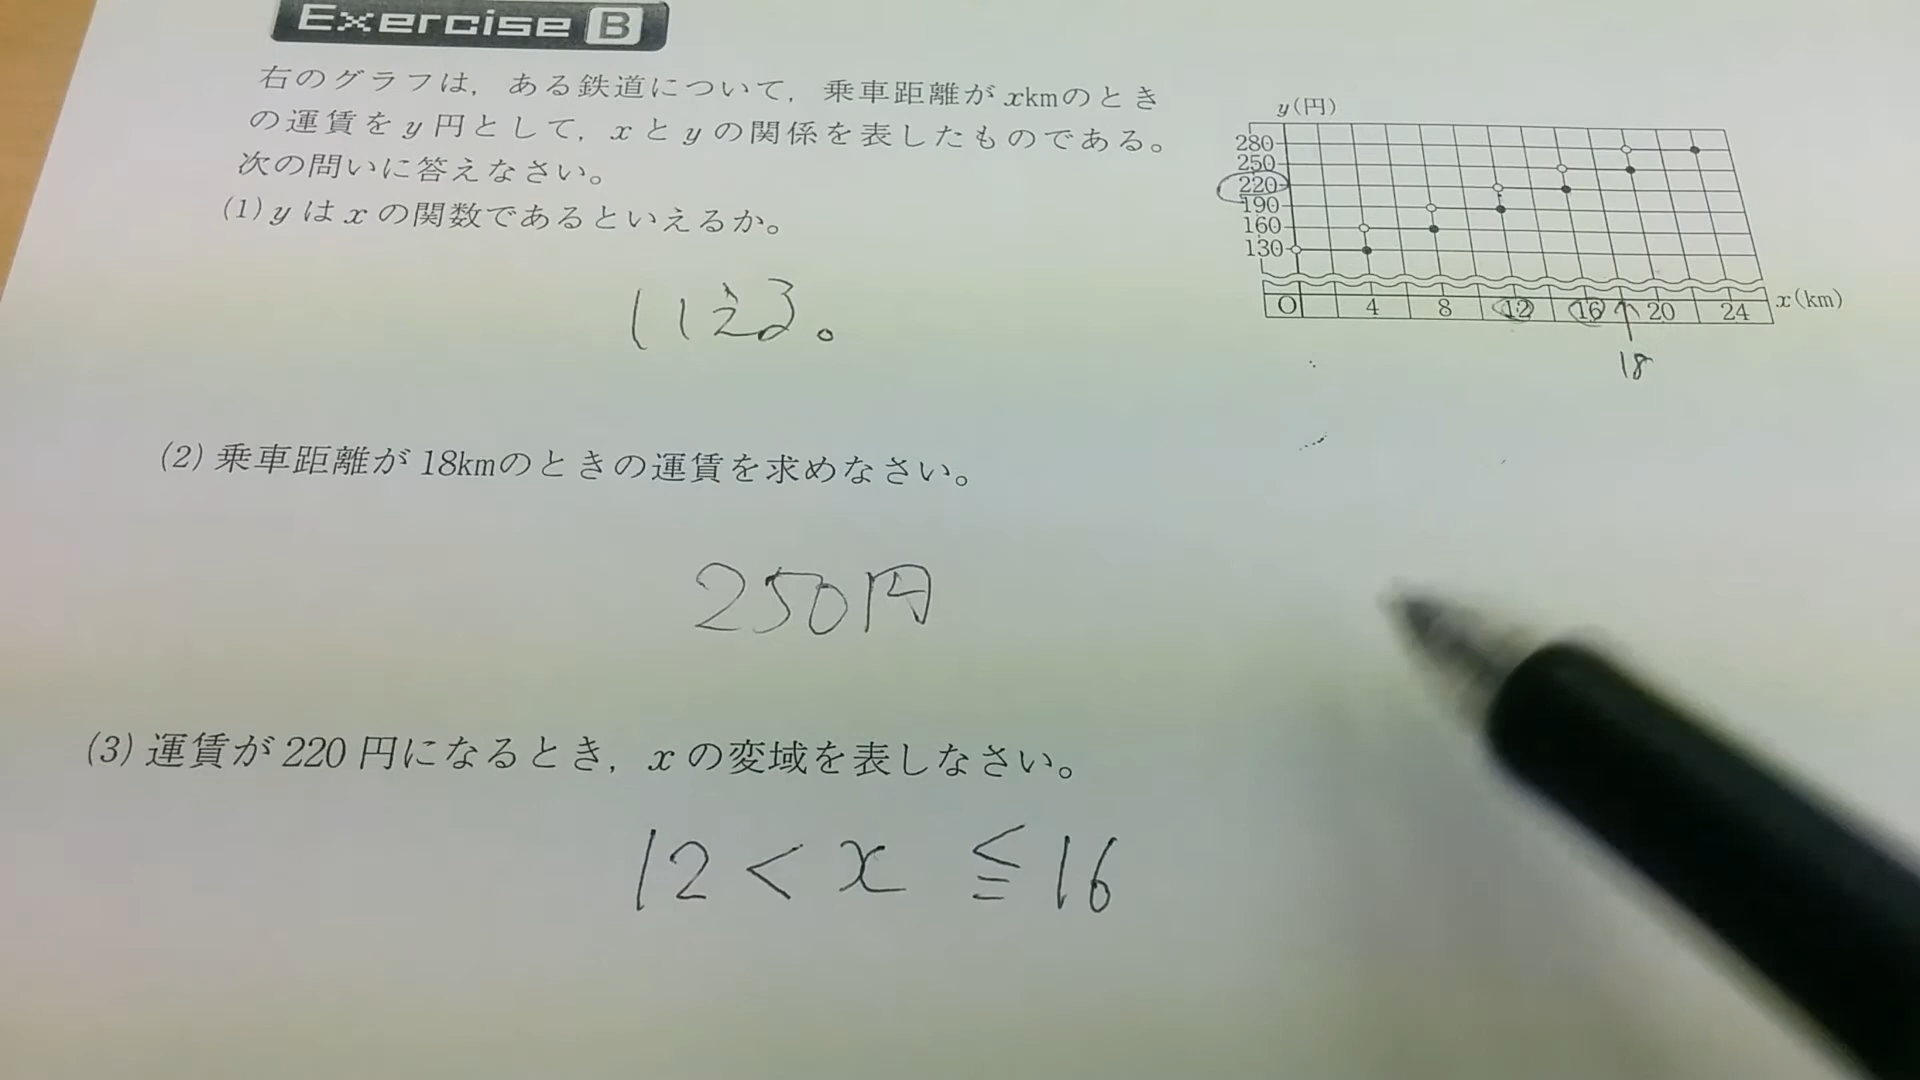 Exercise B
右のグラフは，ある鉄道について，乗車距離がxkmのとき
の運賃をy円として，xとyの関係を表したものである。
次の問いに答えなさい。
(1) yはxの関数であるといえるか。
いえる。
y(円)
280
250
220
190
160
130
O 4 8 12 16 20 24 x(km)
18
(2) 乗車距離が18kmのときの運賃を求めなさい。
250円
(3) 運賃が220円になるとき，xの変域を表しなさい。
12 < x ≦ 16